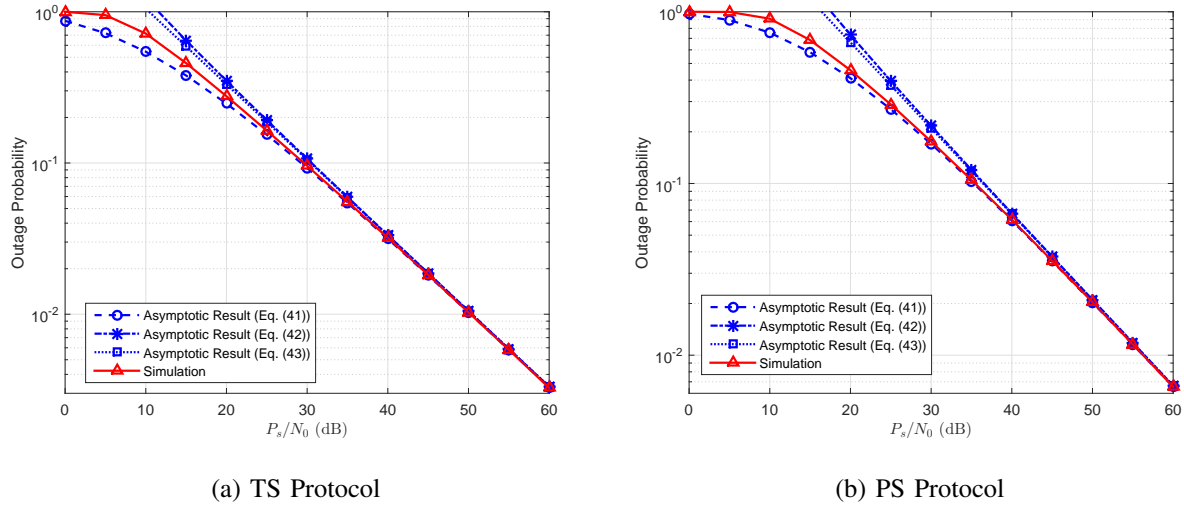 10^0
10^-1
10^-2
Outage Probability
Asymptotic Result (Eq. (41))
Asymptotic Result (Eq. (42))
Asymptotic Result (Eq. (43))
Simulation
0 10 20 30 40 50 60
P_s/N_0 (dB)
(a) TS Protocol
10^0
10^-1
10^-2
Outage Probability
Asymptotic Result (Eq. (41))
Asymptotic Result (Eq. (42))
Asymptotic Result (Eq. (43))
Simulation
0 10 20 30 40 50 60
P_s/N_0 (dB)
(b) PS Protocol